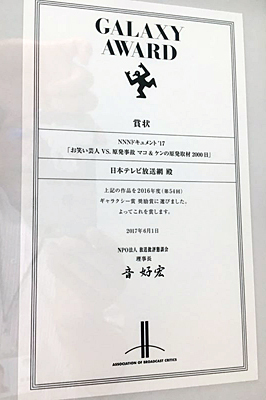 GALAXY
AWARD
賞状
NNNドキュメント'17
「お笑い芸人 VS. 原発事故 マコ&ケンの原発取材2000日」
日本テレビ放送網 殿
上記の作品を2016年度（第54回）
ギャラクシー賞 奨励賞に選びました。
よってこれを賞します。
2017年6月1日
NPO法人 放送批評懇談会
理事長
音 好宏
ASSOCIATION OF BROADCAST CRITICS